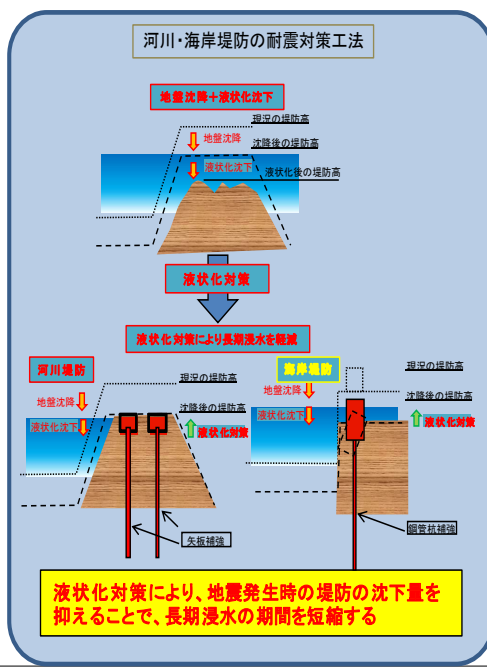 河川・海岸堤防の耐震対策工法
地盤沈降＋液状化沈下
現況の堤防高
地盤沈降
沈降後の堤防高
液状化沈下
液状化後の堤防高
液状化対策
液状化対策により長期浸水を軽減
河川堤防
地盤沈降
現況の堤防高
沈降後の堤防高
液状化沈下
液状化対策
矢板補強
海岸堤防
現況の堤防高
地盤沈降
沈降後の堤防高
液状化沈下
液状化対策
鋼管杭補強
液状化対策により、地震発生時の堤防の沈下量を
抑えることで、長期浸水の期間を短縮する